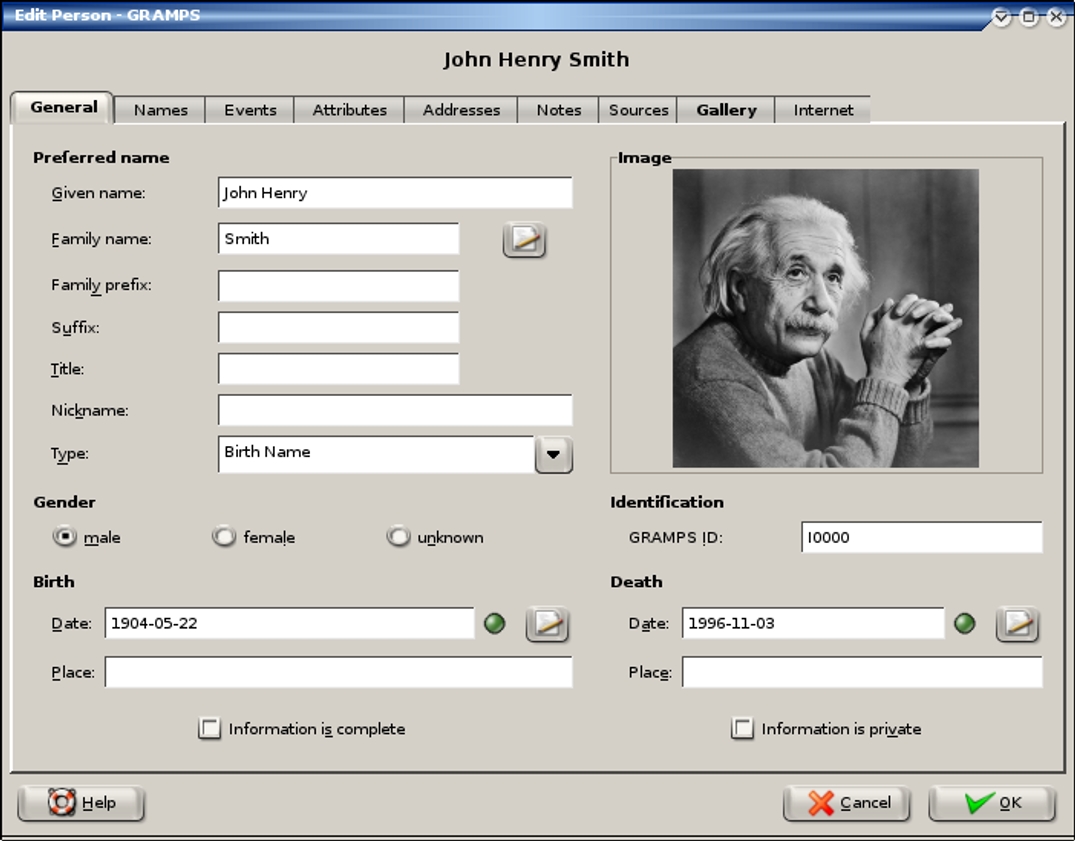 Edit Person - GRAMPS
John Henry Smith
General Names Events Attributes Addresses Notes Sources Gallery Internet
Preferred name
Given name: John Henry
Family name: Smith
Family prefix:
Suffix:
Title:
Nickname:
Type: Birth Name
Image
Gender
male female unknown
Identification
GRAMPS ID: I0000
Birth
Date: 1904-05-22
Place:
Death
Date: 1996-11-03
Place:
Information is complete
Information is private
Help Cancel OK